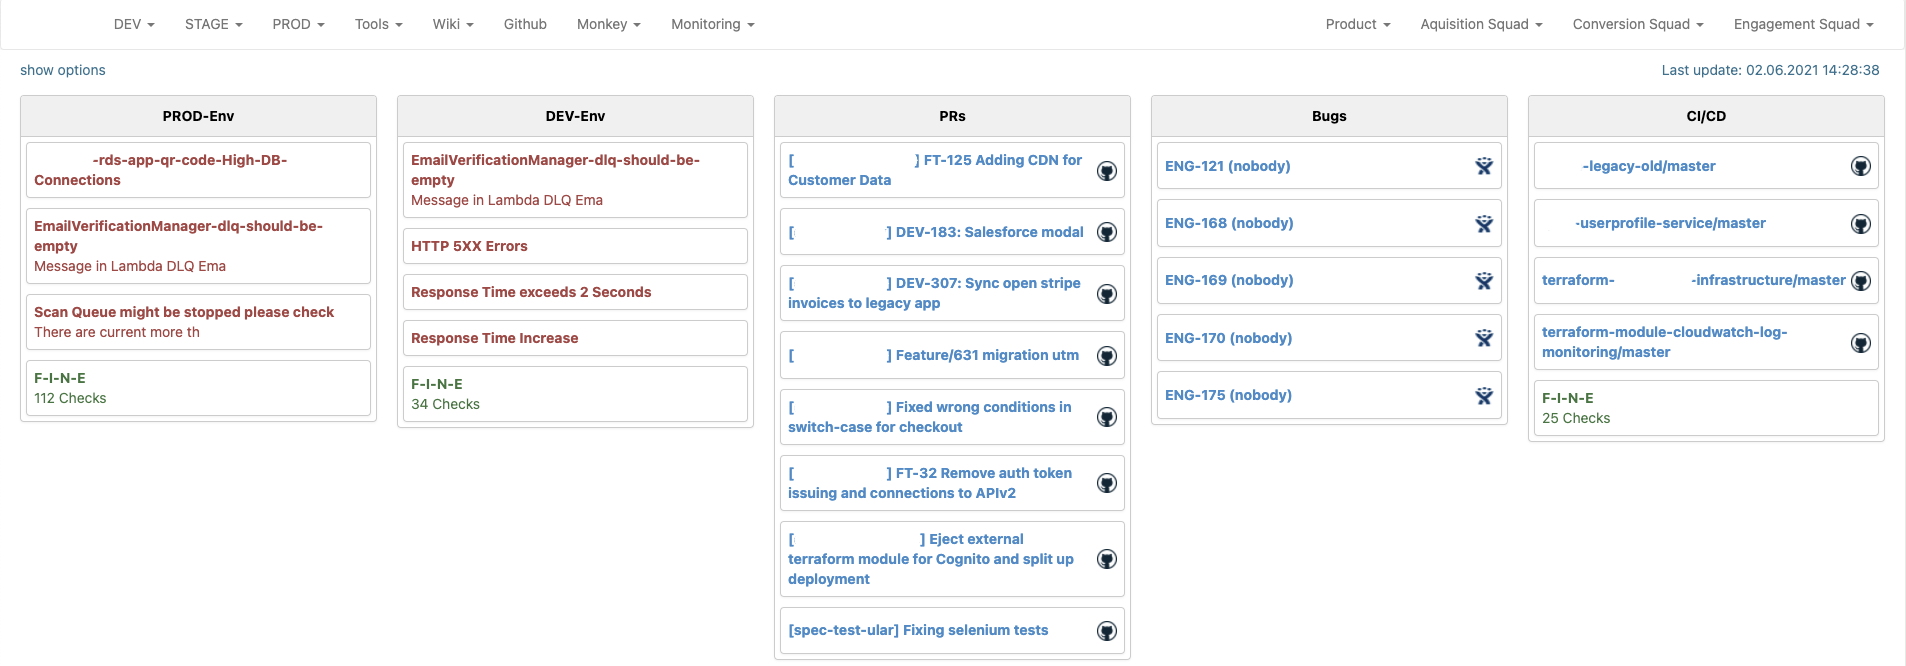 DEV STAGE PROD Tools Wiki Github Monkey Monitoring Product Aquisition Squad Conversion Squad Engagement Squad
show options
Last update: 02.06.2021 14:28:38
PROD-Env
-rds-app-qr-code-High-DB-
Connections
EmailVerificationManager-dlq-should-be-
empty
Message in Lambda DLQ Ema
Scan Queue might be stopped please check
There are current more th
F-I-N-E
112 Checks
DEV-Env
EmailVerificationManager-dlq-should-be-
empty
Message in Lambda DLQ Ema
HTTP 5XX Errors
Response Time exceeds 2 Seconds
Response Time Increase
F-I-N-E
34 Checks
PRs
[ ] FT-125 Adding CDN for
Customer Data
[ ] DEV-183: Salesforce modal
[ ] DEV-307: Sync open stripe
invoices to legacy app
[ ] Feature/631 migration utm
[ ] Fixed wrong conditions in
switch-case for checkout
[ ] FT-32 Remove auth token
issuing and connections to APIv2
[ ] Eject external
terraform module for Cognito and split up
deployment
[spec-test-ular] Fixing selenium tests
Bugs
ENG-121 (nobody)
ENG-168 (nobody)
ENG-169 (nobody)
ENG-170 (nobody)
ENG-175 (nobody)
CI/CD
-legacy-old/master
-userprofile-service/master
terraform- -infrastructure/master
terraform-module-cloudwatch-log-
monitoring/master
F-I-N-E
25 Checks